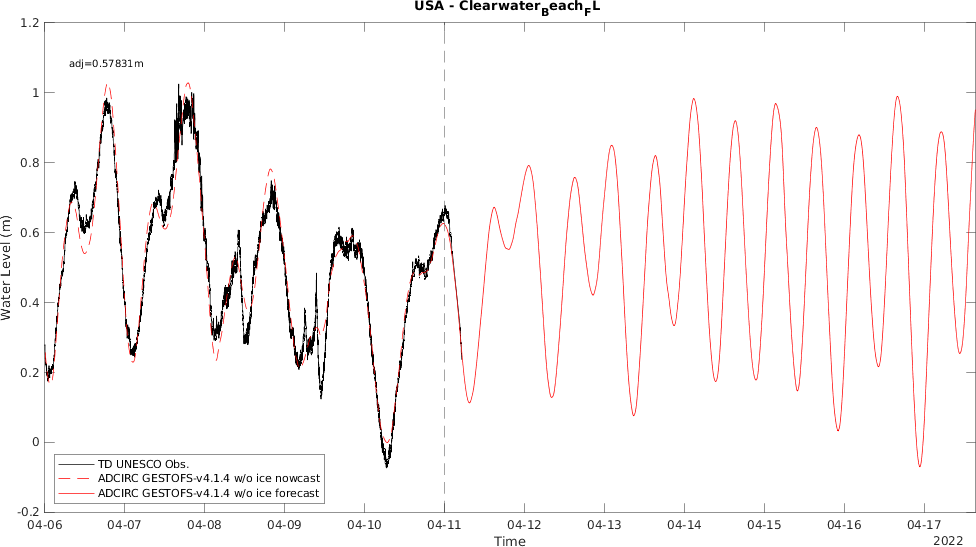 USA - Clearwater_Beach_FL
1.2
adj=0.57831m
1
0.8
0.6
0.4
0.2
0
-0.2
Water Level (m)
TD UNESCO Obs.
ADCIRC GESTOFS-v4.1.4 w/o ice nowcast
ADCIRC GESTOFS-v4.1.4 w/o ice forecast
04-06 04-07 04-08 04-09 04-10 04-11 04-12 04-13 04-14 04-15 04-16 04-17
Time
2022